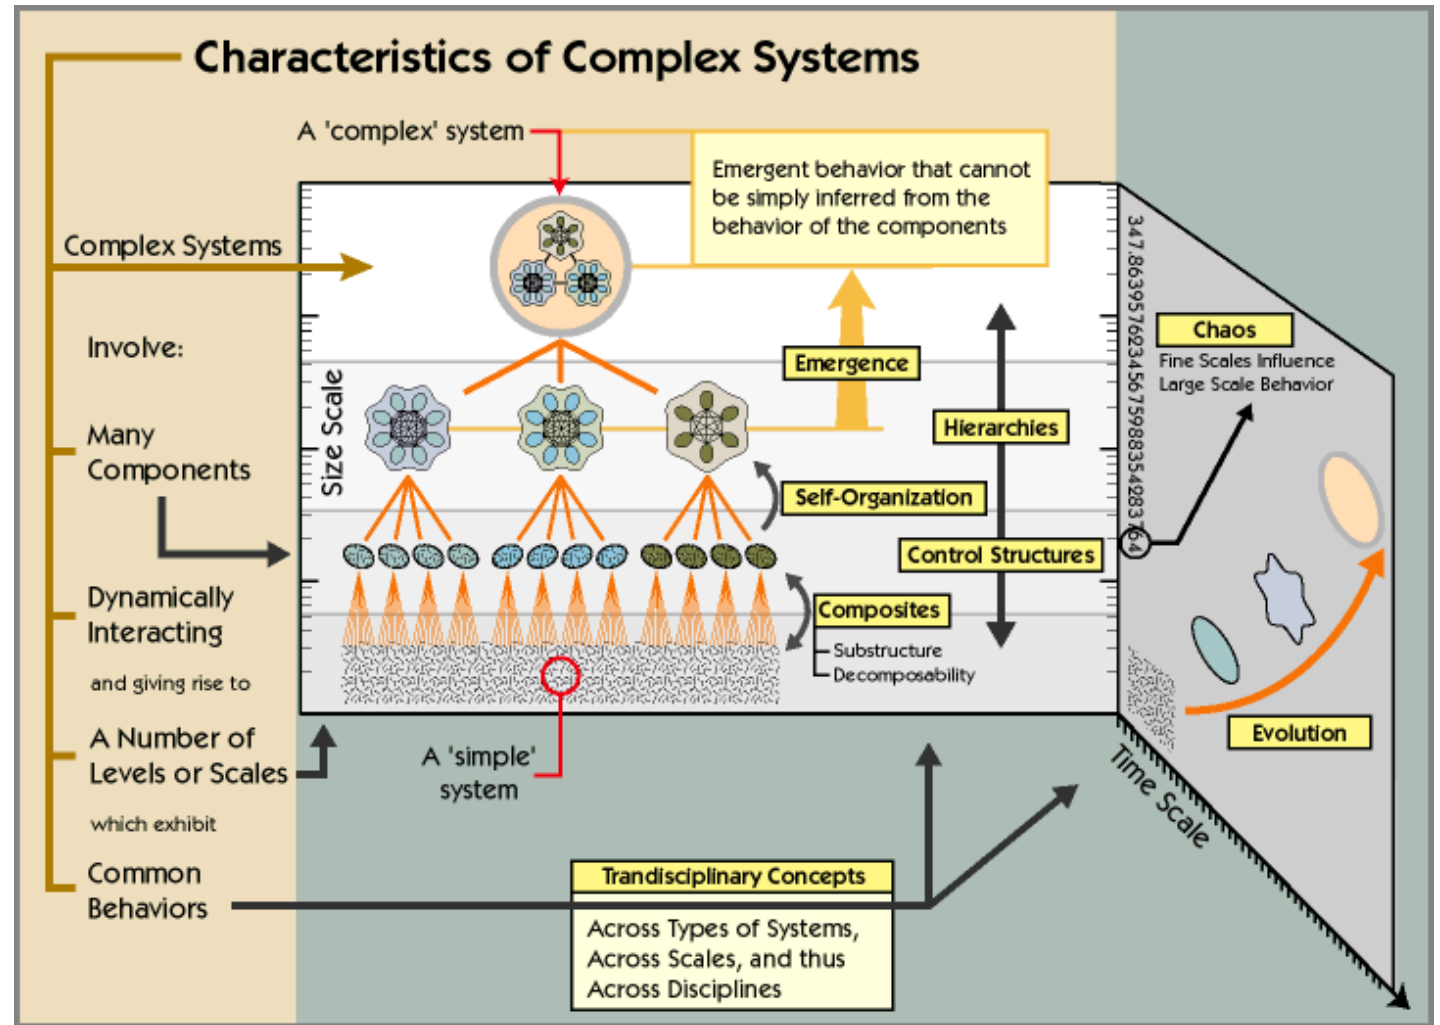 Characteristics of Complex Systems
A 'complex' system
Emergent behavior that cannot
be simply inferred from the
behavior of the components
Complex Systems
Involve:
Many
Components
Dynamically
Interacting
and giving rise to
A Number of
Levels or Scales
which exhibit
Common
Behaviors
Size Scale
Emergence
Hierarchies
Self-Organization
Control Structures
Composites
Substructure
Decomposability
A 'simple'
system
Trandisciplinary Concepts
Across Types of Systems,
Across Scales, and thus
Across Disciplines
347.86395762345675988354283764
Chaos
Fine Scales Influence
Large Scale Behavior
Evolution
Time Scale